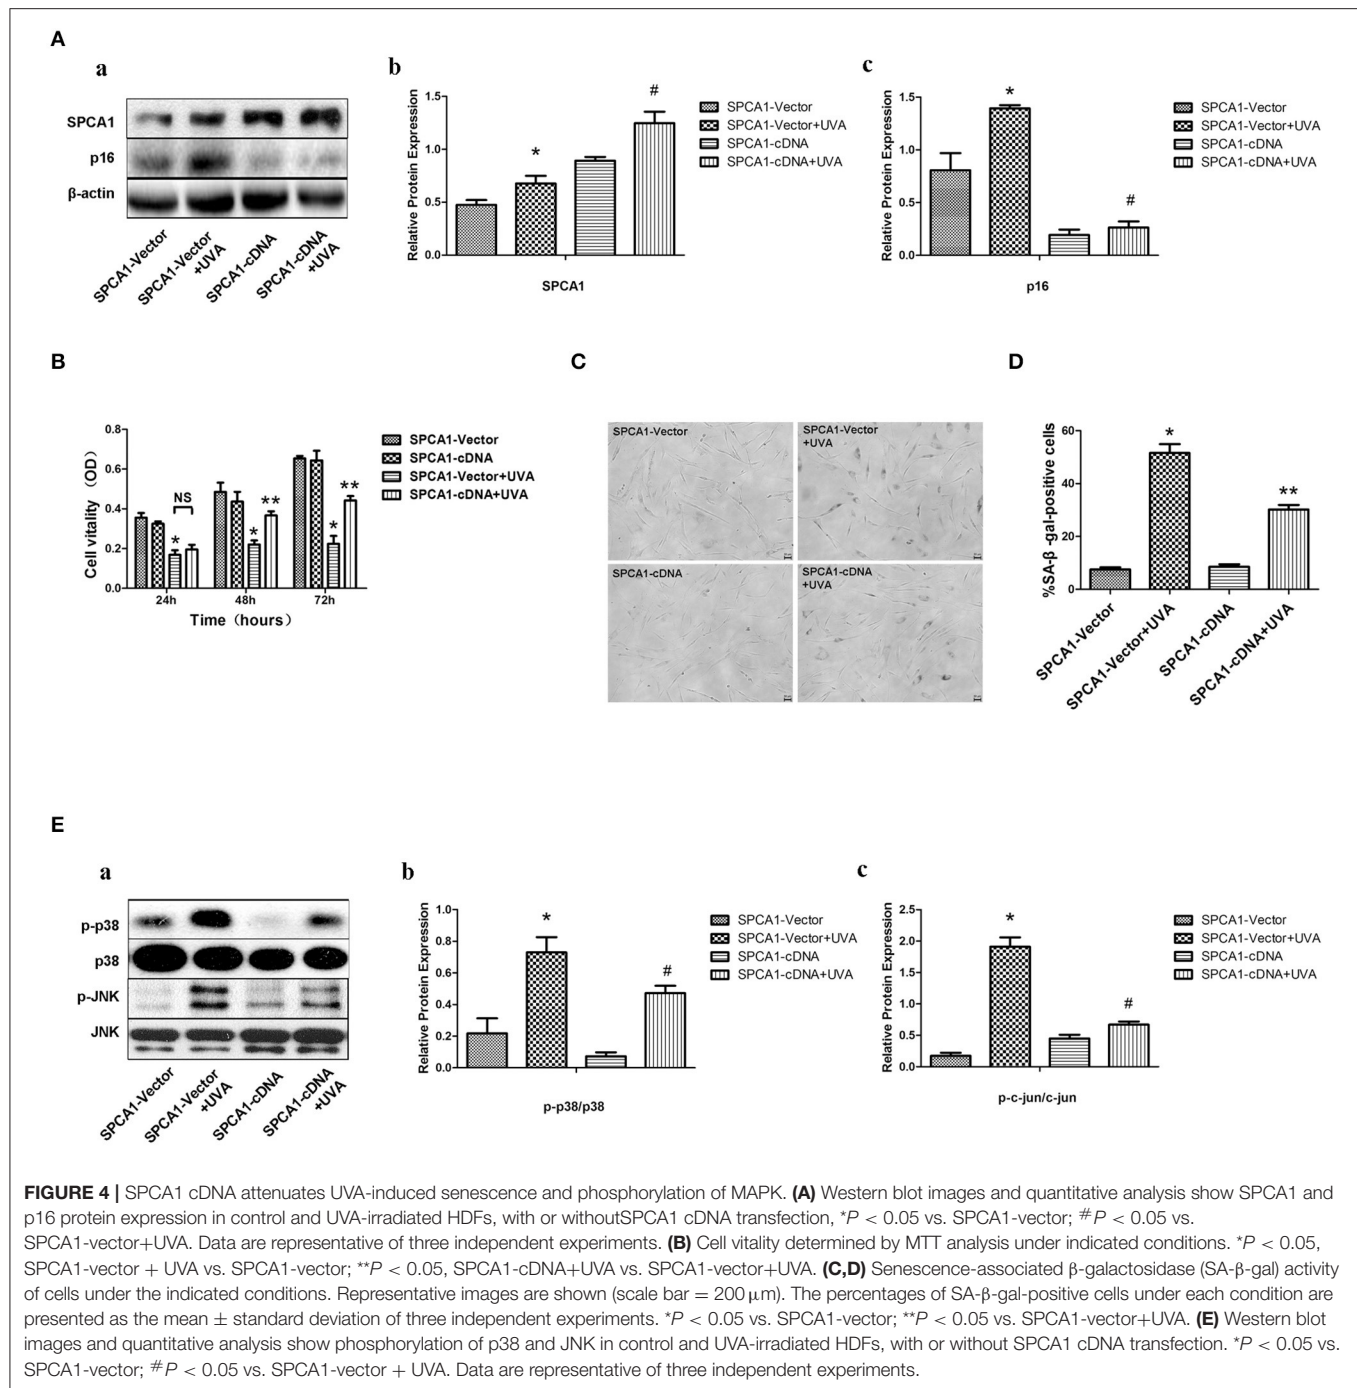 A
a
SPCA1
p16
β-actin
SPCA1-Vector
SPCA1-Vector
+UVA
SPCA1-cDNA
SPCA1-cDNA
+UVA
b
Relative Protein Expression
1.5
1.0
0.5
0.0
*
#
SPCA1
SPCA1-Vector
SPCA1-Vector+UVA
SPCA1-cDNA
SPCA1-cDNA+UVA
c
Relative Protein Expression
1.5
1.0
0.5
0.0
*
#
p16
SPCA1-Vector
SPCA1-Vector+UVA
SPCA1-cDNA
SPCA1-cDNA+UVA
B
Cell vitality（OD）
0.8
0.6
0.4
0.2
0.0
NS
*
*
**
*
**
24h
48h
72h
Time（hours）
SPCA1-Vector
SPCA1-cDNA
SPCA1-Vector+UVA
SPCA1-cDNA+UVA
C
SPCA1-Vector
SPCA1-Vector
+UVA
SPCA1-cDNA
SPCA1-cDNA
+UVA
D
%SA-β -gal-positive cells
60
40
20
0
*
**
SPCA1-Vector
SPCA1-Vector+UVA
SPCA1-cDNA
SPCA1-cDNA+UVA
E
a
p-p38
p38
p-JNK
JNK
SPCA1-Vector
SPCA1-Vector
+UVA
SPCA1-cDNA
SPCA1-cDNA
+UVA
b
Relative Protein Expression
1.0
0.8
0.6
0.4
0.2
0.0
*
#
p-p38/p38
SPCA1-Vector
SPCA1-Vector+UVA
SPCA1-cDNA
SPCA1-cDNA+UVA
c
Relative Protein Expression
2.5
2.0
1.5
1.0
0.5
0.0
*
#
p-c-jun/c-jun
SPCA1-Vector
SPCA1-Vector+UVA
SPCA1-cDNA
SPCA1-cDNA+UVA
FIGURE 4 | SPCA1 cDNA attenuates UVA-induced senescence and phosphorylation of MAPK. (A) Western blot images and quantitative analysis show SPCA1 and
p16 protein expression in control and UVA-irradiated HDFs, with or withoutSPCA1 cDNA transfection, *P < 0.05 vs. SPCA1-vector; #P < 0.05 vs.
SPCA1-vector+UVA. Data are representative of three independent experiments. (B) Cell vitality determined by MTT analysis under indicated conditions. *P < 0.05,
SPCA1-vector + UVA vs. SPCA1-vector; **P < 0.05, SPCA1-cDNA+UVA vs. SPCA1-vector+UVA. (C,D) Senescence-associated β-galactosidase (SA-β-gal) activity
of cells under the indicated conditions. Representative images are shown (scale bar = 200 μm). The percentages of SA-β-gal-positive cells under each condition are
presented as the mean ± standard deviation of three independent experiments. *P < 0.05 vs. SPCA1-vector; **P < 0.05 vs. SPCA1-vector+UVA. (E) Western blot
images and quantitative analysis show phosphorylation of p38 and JNK in control and UVA-irradiated HDFs, with or without SPCA1 cDNA transfection. *P < 0.05 vs.
SPCA1-vector; #P < 0.05 vs. SPCA1-vector + UVA. Data are representative of three independent experiments.